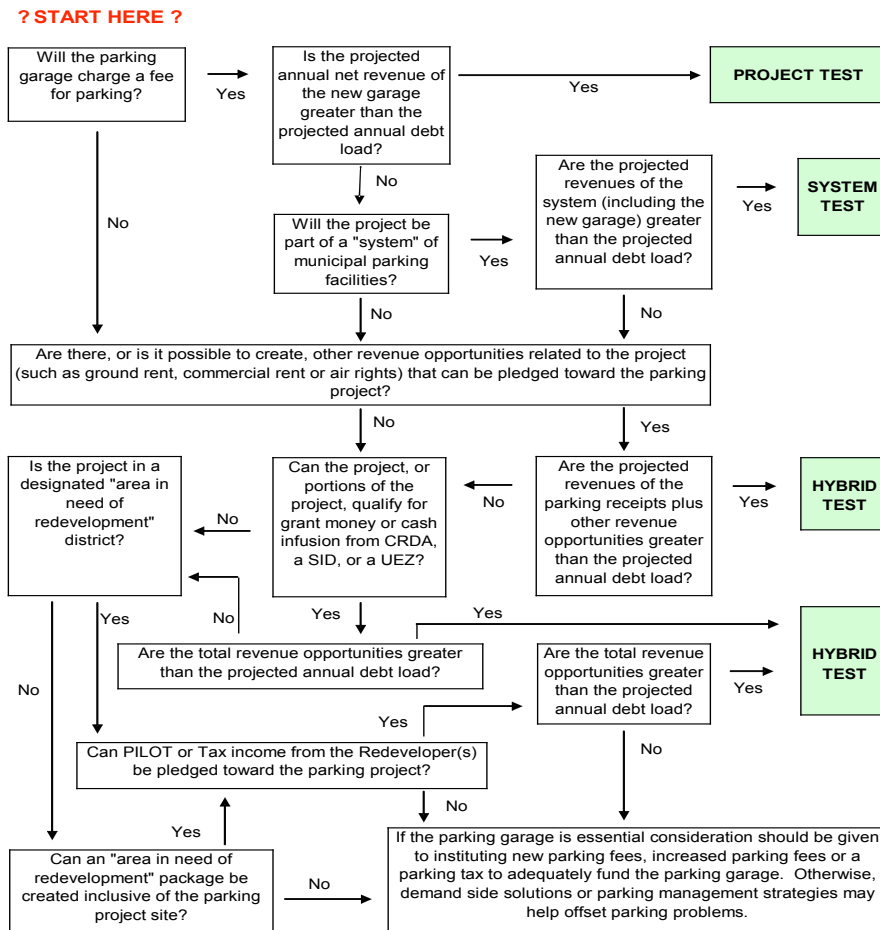 ? START HERE ?
Will the parking
garage charge a fee
for parking?
Yes
Is the projected
annual net revenue of
the new garage
greater than the
projected annual debt
load?
Yes
PROJECT TEST
No
No
Will the project be
part of a "system" of
municipal parking
facilities?
Yes
Are the projected
revenues of the
system (including the
new garage) greater
than the projected
annual debt load?
Yes
SYSTEM
TEST
No
No
Are there, or is it possible to create, other revenue opportunities related to the project
(such as ground rent, commercial rent or air rights) that can be pledged toward the parking
project?
No
Yes
Is the project in a
designated "area in
need of
redevelopment"
district?
No
Can the project, or
portions of the
project, qualify for
grant money or cash
infusion from CRDA,
a SID, or a UEZ?
No
Are the projected
revenues of the
parking receipts plus
other revenue
opportunities greater
than the projected
annual debt load?
Yes
HYBRID
TEST
Yes
No
Yes
Yes
No
Are the total revenue opportunities greater
than the projected annual debt load?
Are the total revenue
opportunities greater
than the projected
annual debt load?
Yes
HYBRID
TEST
Yes
No
Can PILOT or Tax income from the Redeveloper(s)
be pledged toward the parking project?
Yes
No
Can an "area in need of
redevelopment" package be
created inclusive of the parking
project site?
No
If the parking garage is essential consideration should be given
to instituting new parking fees, increased parking fees or a
parking tax to adequately fund the parking garage.  Otherwise,
demand side solutions or parking management strategies may
help offset parking problems.